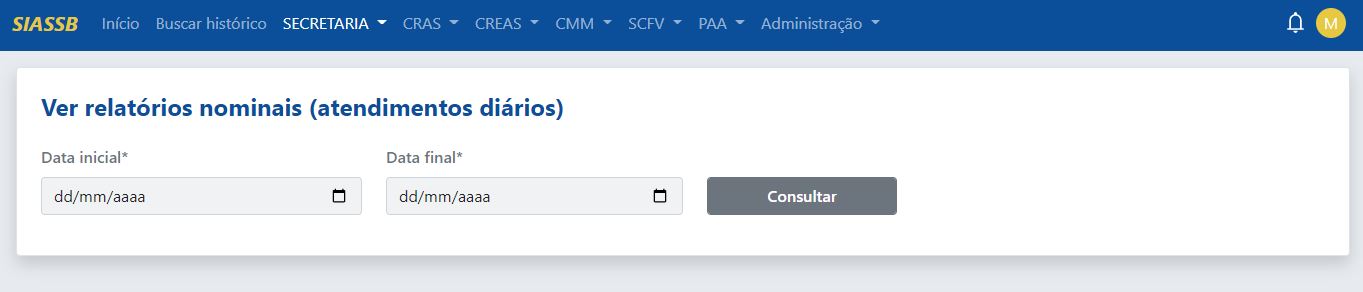 SIASSB Início Buscar histórico SECRETARIA CRAS CREAS CMM SCFV PAA Administração M
Ver relatórios nominais (atendimentos diários)
Data inicial* Data final*
dd/mm/aaaa dd/mm/aaaa Consultar